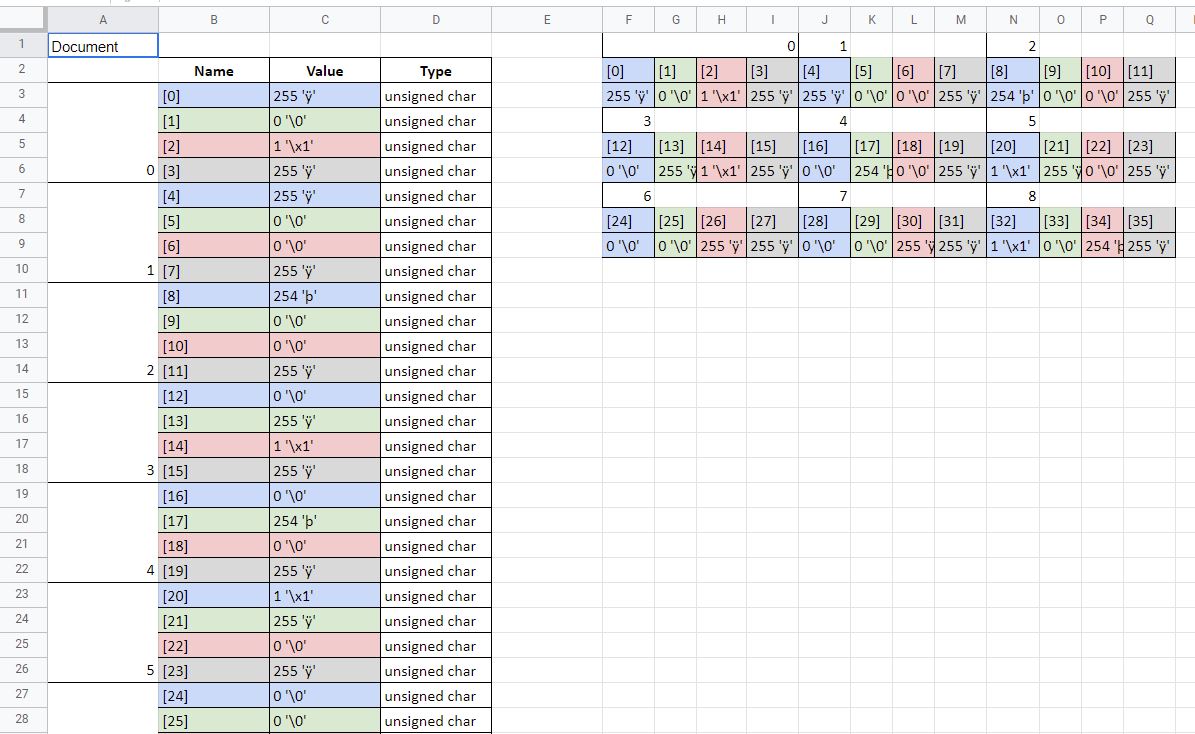 A B C D E F G H I J K L M N O P Q
1 Document 0 1 2
2 Name Value Type [0] [1] [2] [3] [4] [5] [6] [7] [8] [9] [10] [11]
3 [0] 255 'ÿ' unsigned char 255 'ÿ' 0 '\0' 1 '\x1' 255 'ÿ' 255 'ÿ' 0 '\0' 0 '\0' 255 'ÿ' 254 'þ' 0 '\0' 0 '\0' 255 'ÿ'
4 [1] 0 '\0' unsigned char 3 4 5
5 [2] 1 '\x1' unsigned char [12] [13] [14] [15] [16] [17] [18] [19] [20] [21] [22] [23]
6 0 [3] 255 'ÿ' unsigned char 0 '\0' 255 'ÿ 1 '\x1' 255 'ÿ' 0 '\0' 254 'þ 0 '\0' 255 'ÿ' 1 '\x1' 255 'ÿ 0 '\0' 255 'ÿ'
7 [4] 255 'ÿ' unsigned char 6 7 8
8 [5] 0 '\0' unsigned char [24] [25] [26] [27] [28] [29] [30] [31] [32] [33] [34] [35]
9 [6] 0 '\0' unsigned char 0 '\0' 0 '\0' 255 'ÿ' 255 'ÿ' 0 '\0' 0 '\0' 255 'ÿ 255 'ÿ' 1 '\x1' 0 '\0' 254 'þ 255 'ÿ'
10 1 [7] 255 'ÿ' unsigned char
11 [8] 254 'þ' unsigned char
12 [9] 0 '\0' unsigned char
13 [10] 0 '\0' unsigned char
14 2 [11] 255 'ÿ' unsigned char
15 [12] 0 '\0' unsigned char
16 [13] 255 'ÿ' unsigned char
17 [14] 1 '\x1' unsigned char
18 3 [15] 255 'ÿ' unsigned char
19 [16] 0 '\0' unsigned char
20 [17] 254 'þ' unsigned char
21 [18] 0 '\0' unsigned char
22 4 [19] 255 'ÿ' unsigned char
23 [20] 1 '\x1' unsigned char
24 [21] 255 'ÿ' unsigned char
25 [22] 0 '\0' unsigned char
26 5 [23] 255 'ÿ' unsigned char
27 [24] 0 '\0' unsigned char
28 [25] 0 '\0' unsigned char